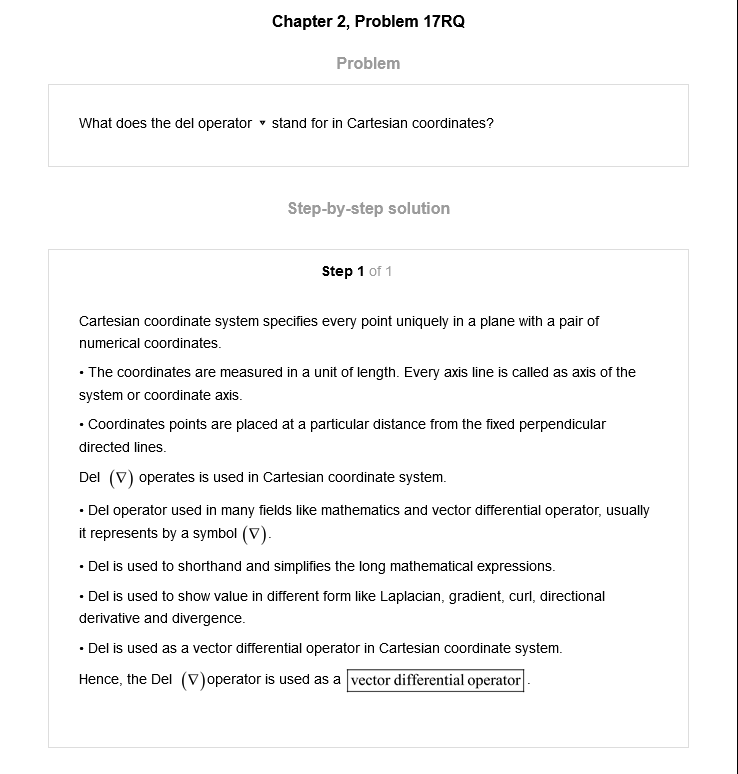 Chapter 2, Problem 17RQ
Problem
What does the del operator ▼ stand for in Cartesian coordinates?
Step-by-step solution
Step 1 of 1
Cartesian coordinate system specifies every point uniquely in a plane with a pair of
numerical coordinates.
• The coordinates are measured in a unit of length. Every axis line is called as axis of the
system or coordinate axis.
• Coordinates points are placed at a particular distance from the fixed perpendicular
directed lines.
Del (∇) operates is used in Cartesian coordinate system.
• Del operator used in many fields like mathematics and vector differential operator, usually
it represents by a symbol (∇).
• Del is used to shorthand and simplifies the long mathematical expressions.
• Del is used to show value in different form like Laplacian, gradient, curl, directional
derivative and divergence.
• Del is used as a vector differential operator in Cartesian coordinate system.
Hence, the Del (∇) operator is used as a vector differential operator.